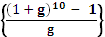 {((1 + g)¹⁰ − 1)/g}